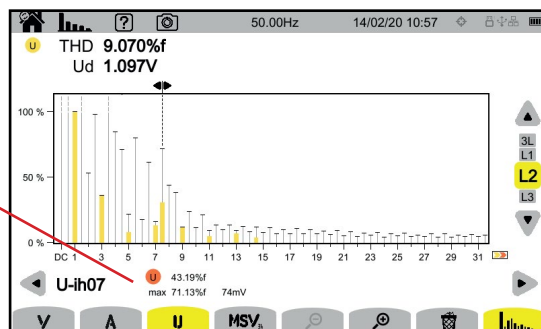 50.00Hz 14/02/20 10:57
U THD 9.070%f
Ud 1.097V
100 %
50 %
0 %
DC 1 3 5 7 9 11 13 15 17 19 21 23 25 27 29 31
3L
L1
L2
L3
U-ih07 U 43.19%f
max 71.13%f 74mV
V A U MSV